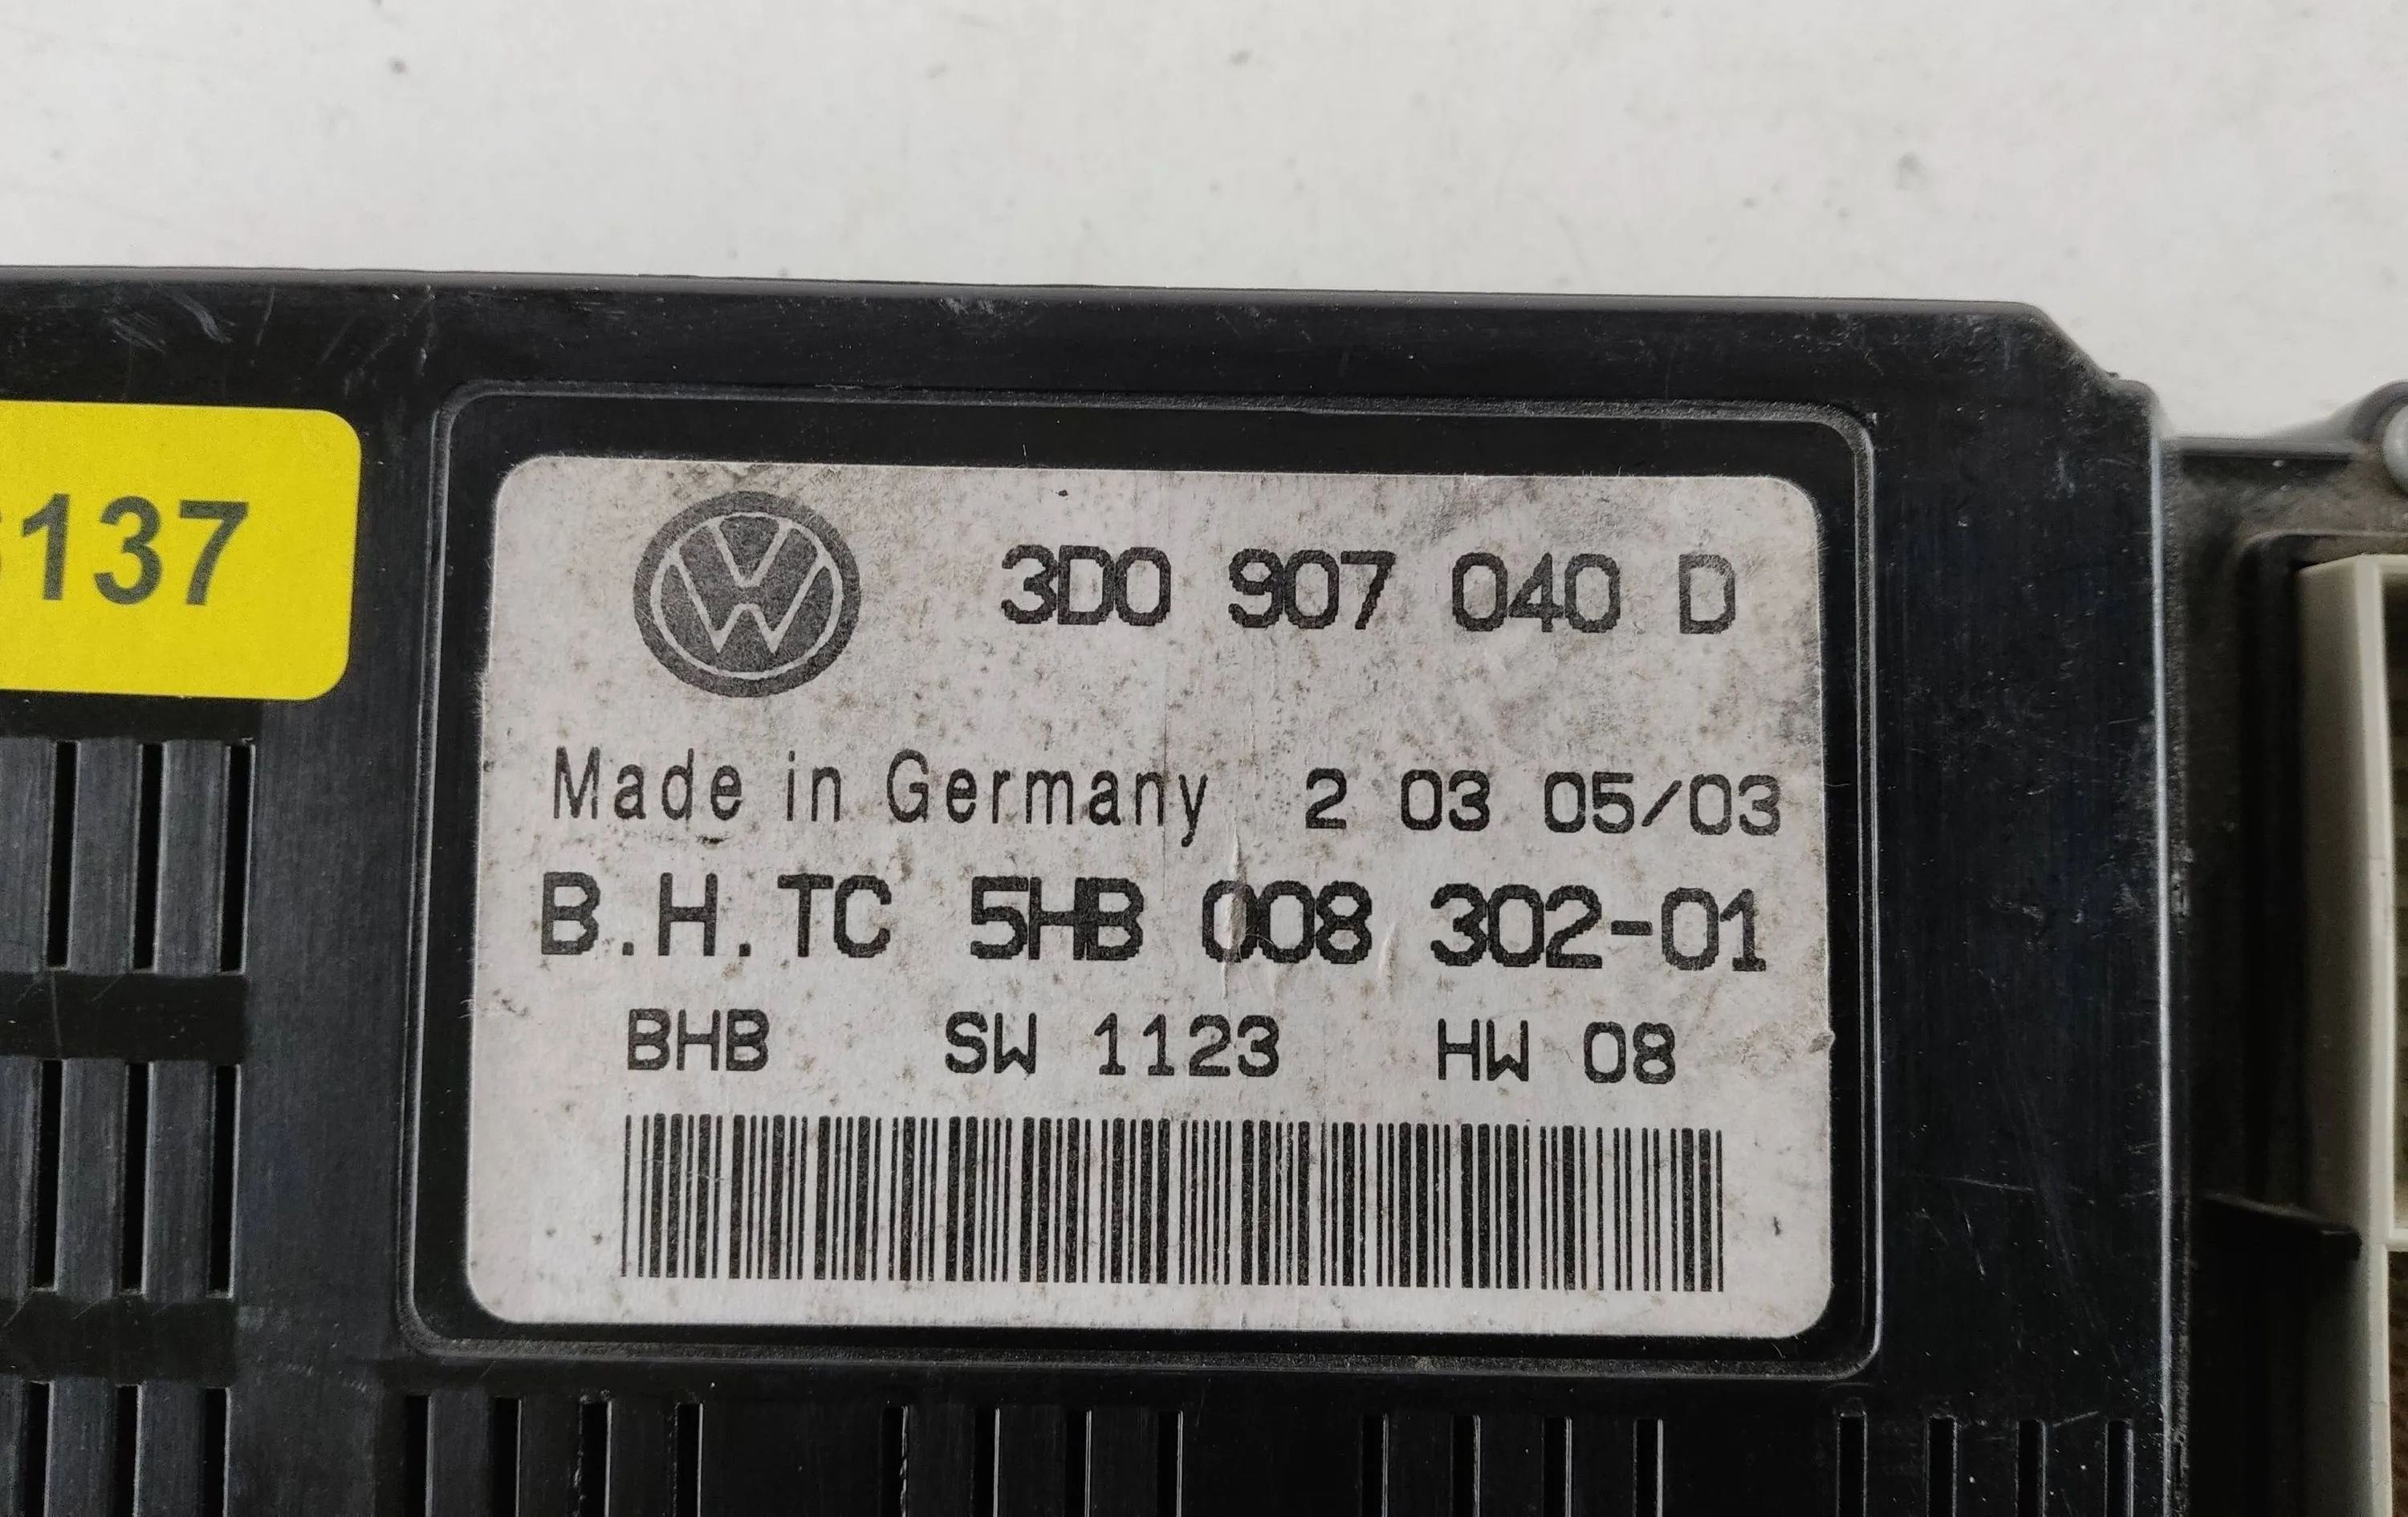 137
3D0 907 040 D
Made in Germany 2 03 05/03
B.H.TC 5HB 008 302-01
BHB SW 1123 HW 08